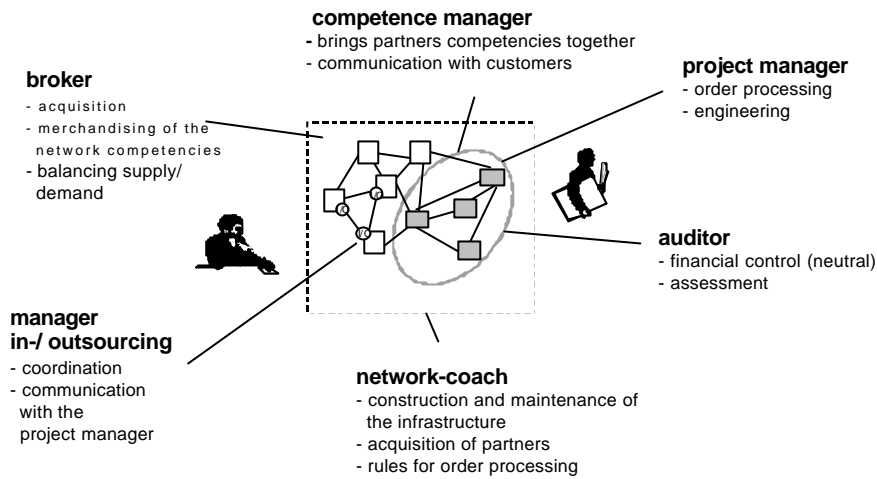 competence manager
- brings partners competencies together
- communication with customers
broker
- acquisition
- merchandising of the
network competencies
- balancing supply/
demand
project manager
- order processing
- engineering
auditor
- financial control (neutral)
- assessment
manager
in-/ outsourcing
- coordination
- communication
with the
project manager
network-coach
- construction and maintenance of
the infrastructure
- acquisition of partners
- rules for order processing